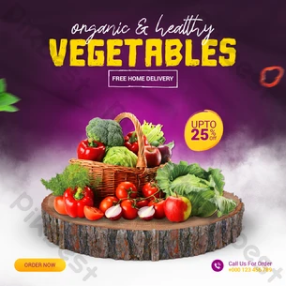 organic & healthy
VEGETABLES
FREE HOME DELIVERY
UPTO
25% off
ORDER NOW
Call Us For Order